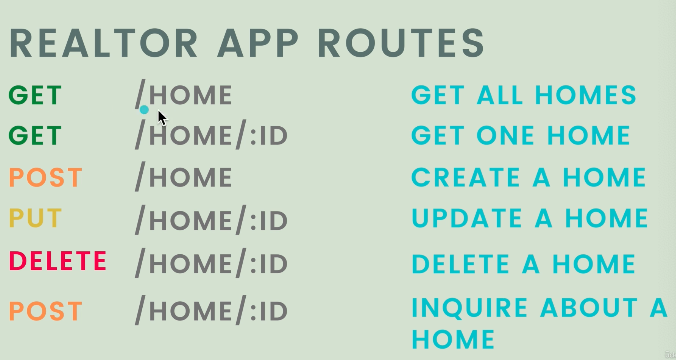 REALTOR APP ROUTES
GET /HOME GET ALL HOMES
GET /HOME/:ID GET ONE HOME
POST /HOME CREATE A HOME
PUT /HOME/:ID UPDATE A HOME
DELETE /HOME/:ID DELETE A HOME
POST /HOME/:ID INQUIRE ABOUT A
HOME